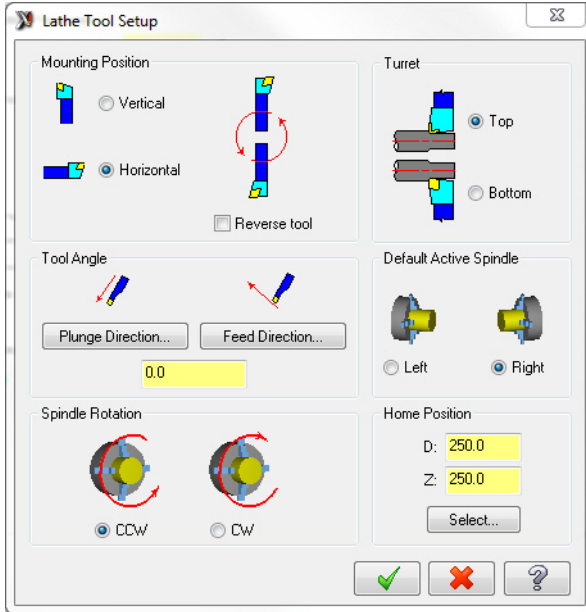 Lathe Tool Setup
Mounting Position
Vertical
Horizontal
Reverse tool
Turret
Top
Bottom
Tool Angle
Plunge Direction...
Feed Direction...
0.0
Default Active Spindle
Left
Right
Spindle Rotation
CCW
CW
Home Position
D: 250.0
Z: 250.0
Select...